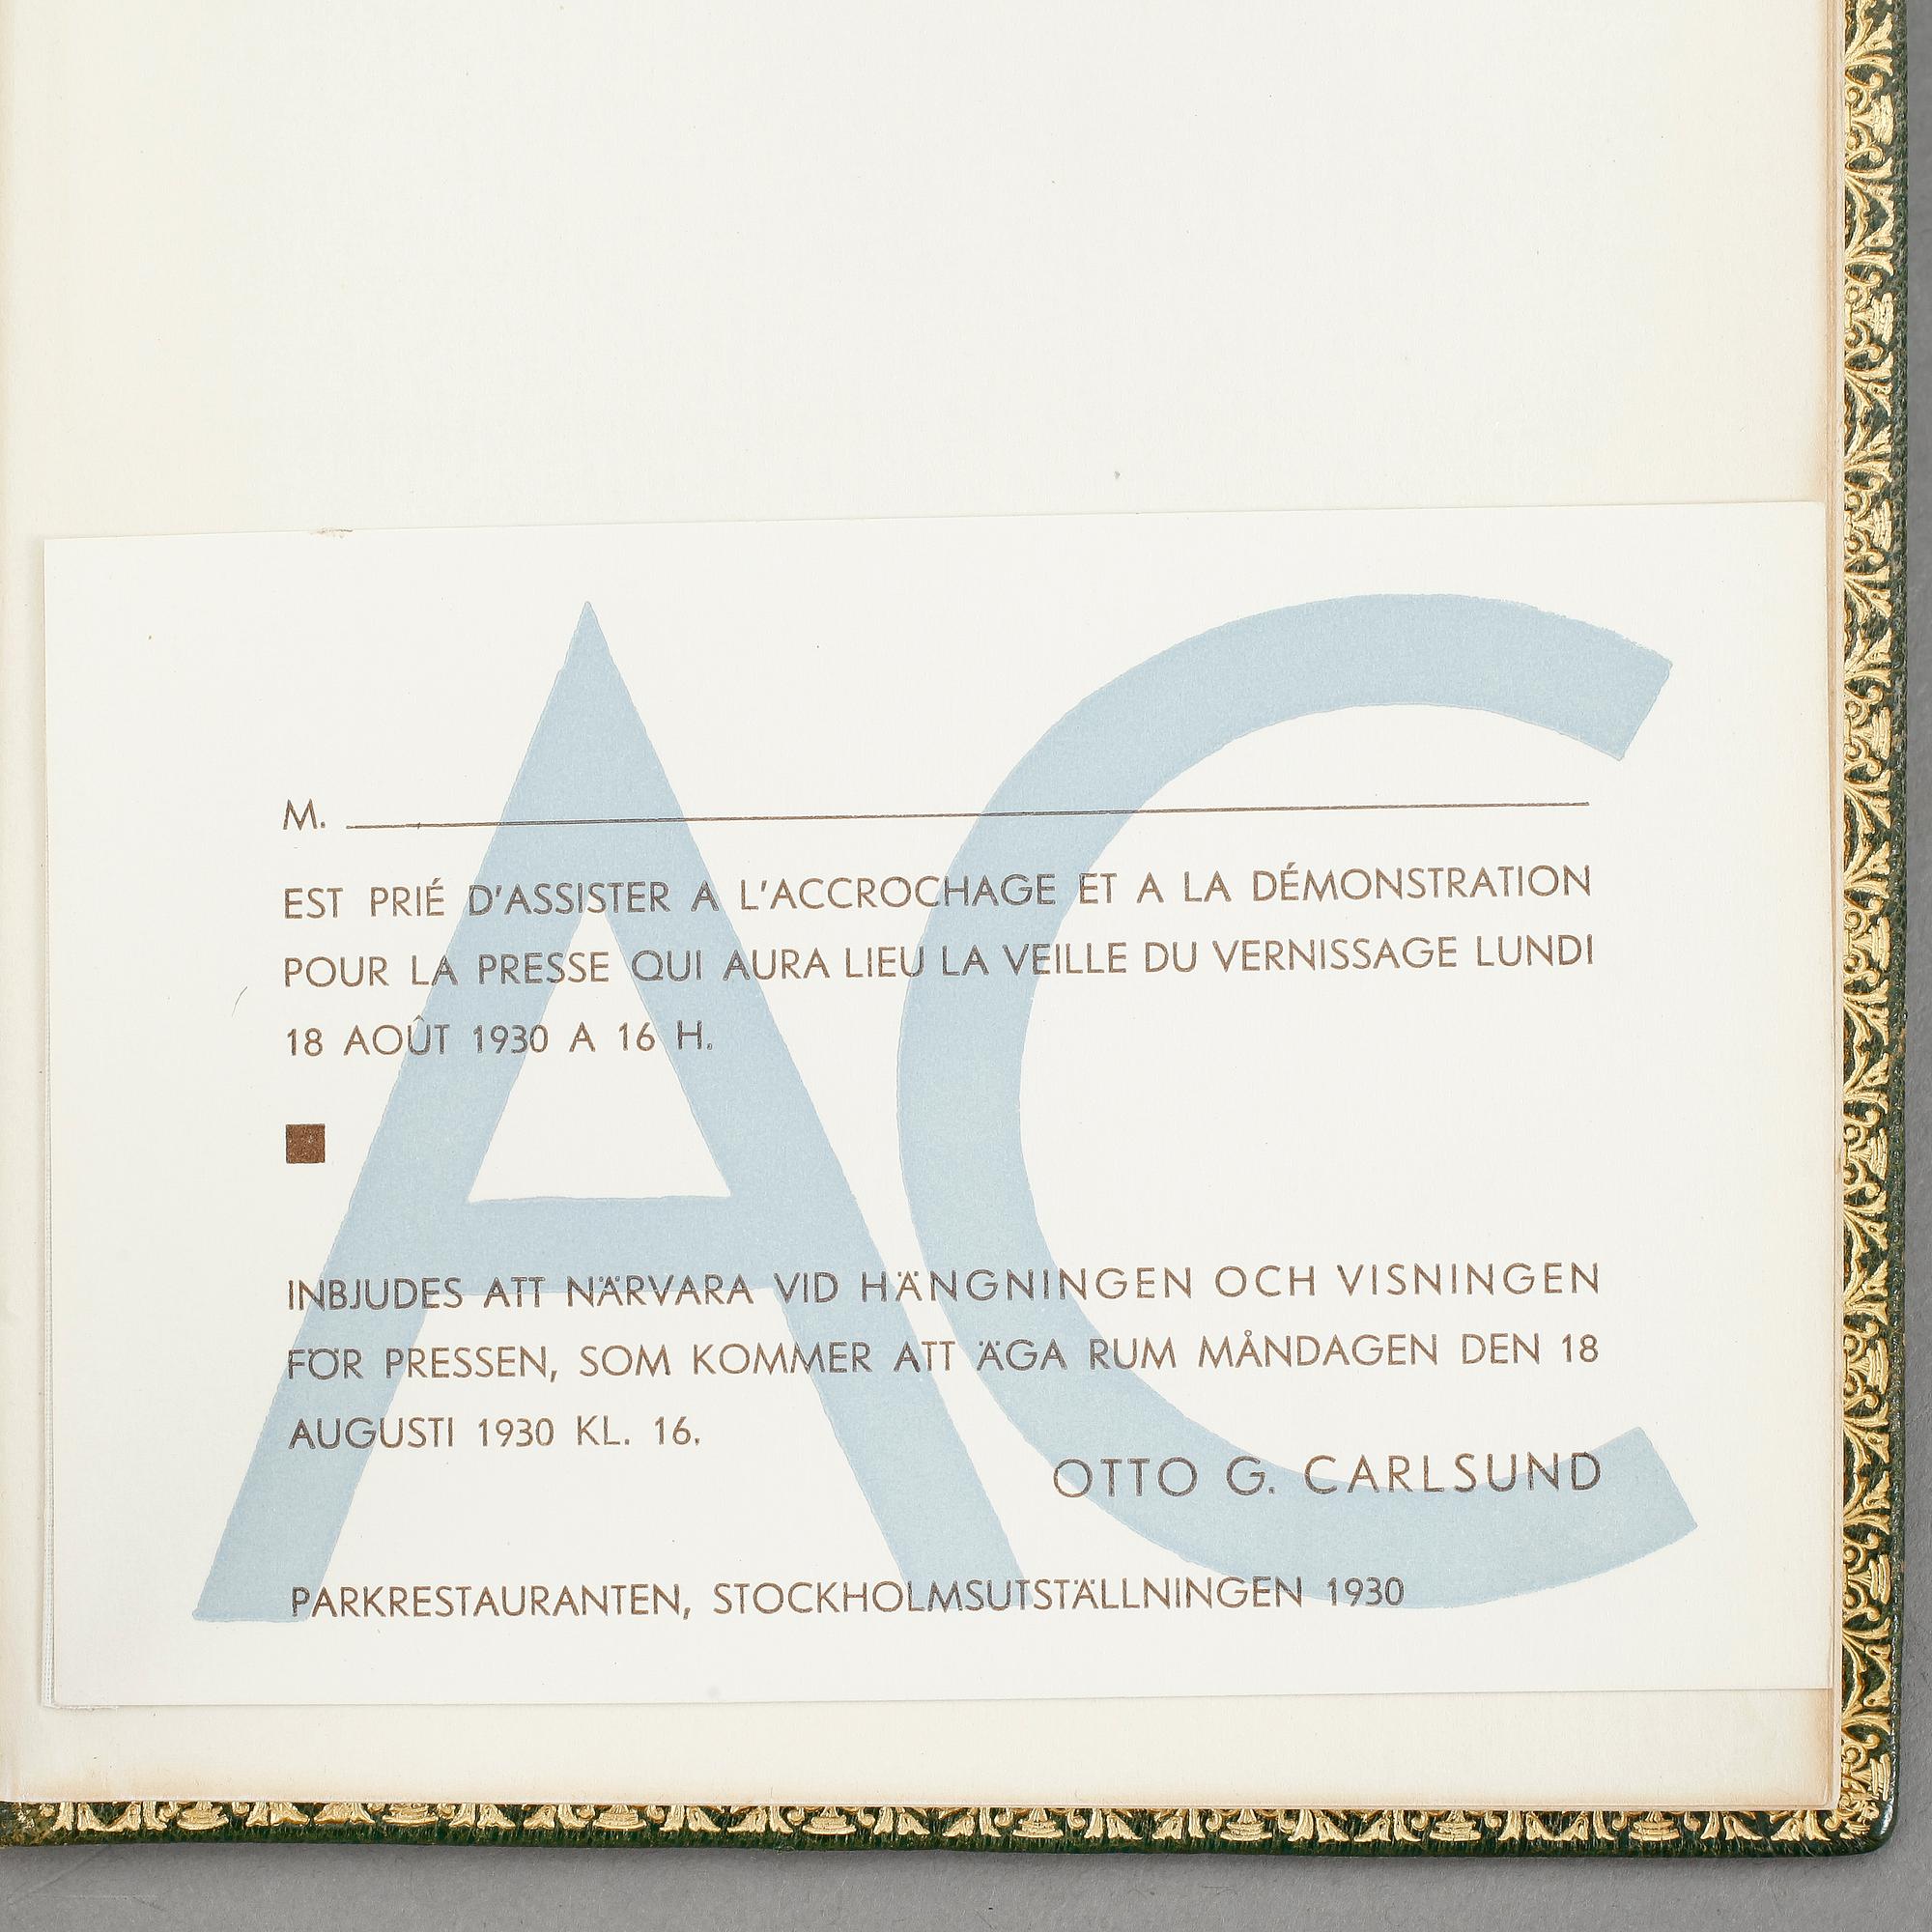 AC
M.
EST PRIÉ D'ASSISTER A L'ACCROCHAGE ET A LA DÉMONSTRATION
POUR LA PRESSE QUI AURA LIEU LA VEILLE DU VERNISSAGE LUNDI
18 AOÛT 1930 A 16 H.
INBJUDES ATT NÄRVARA VID HÄNGNINGEN OCH VISNINGEN
FÖR PRESSEN, SOM KOMMER ATT ÄGA RUM MÅNDAGEN DEN 18
AUGUSTI 1930 KL. 16.
OTTO G. CARLSUND
PARKRESTAURANTEN, STOCKHOLMSUTSTÄLLNINGEN 1930